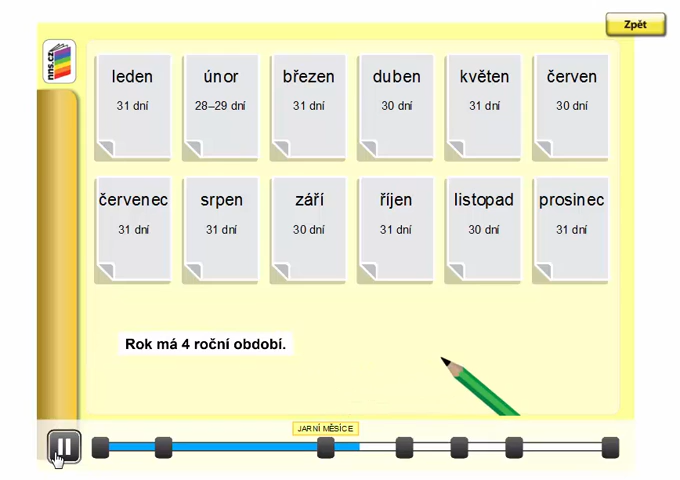 Zpět
nns.cz
leden únor březen duben květen červen
31 dní 28–29 dní 31 dní 30 dní 31 dní 30 dní
červenec srpen září říjen listopad prosinec
31 dní 31 dní 30 dní 31 dní 30 dní 31 dní
Rok má 4 roční období.
JARNÍ MĚSÍCE